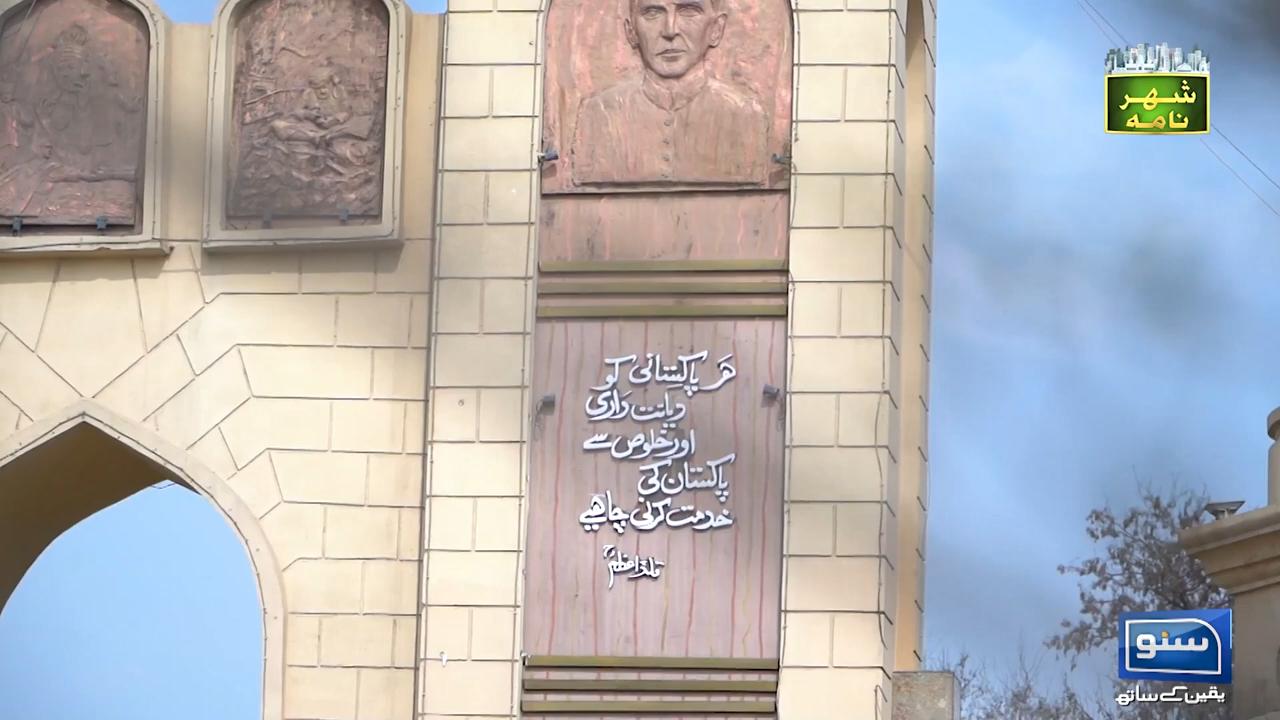 شہر
نامہ
ہر پاکستانی کو
دیانت داری
اور خلوص سے
پاکستان کی
خدمت کرنی چاہیے
قائداعظمؒ
سنو
یقین کے ساتھ